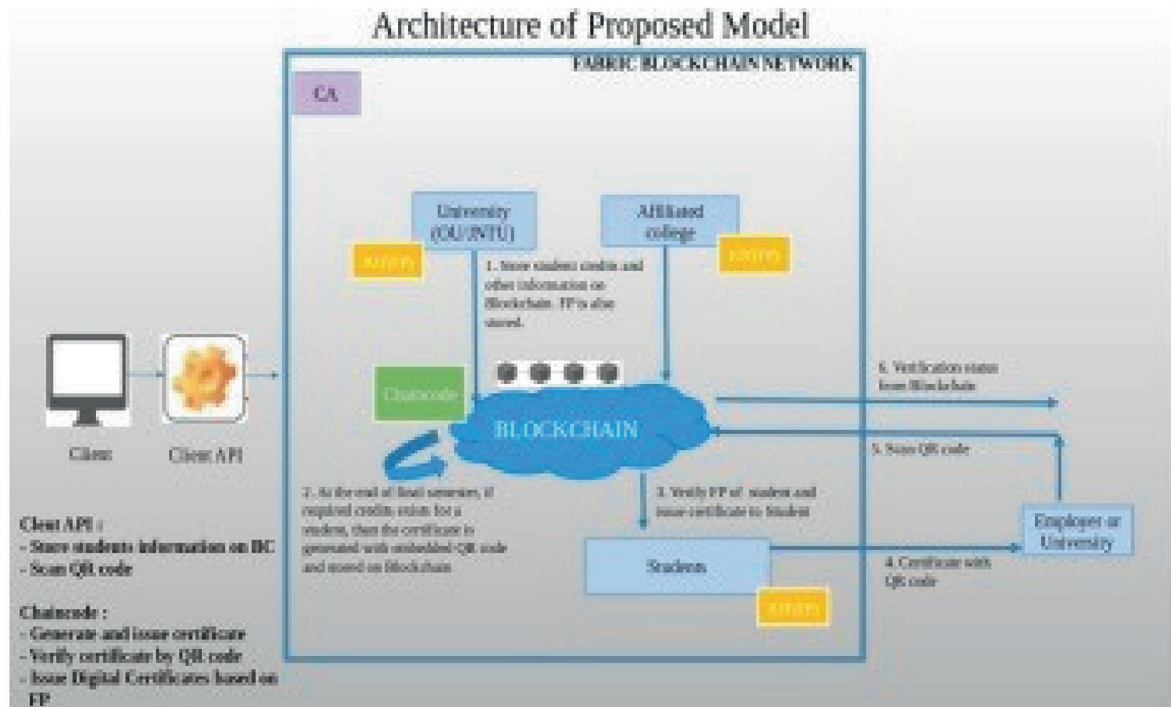 Architecture of Proposed Model
FABRIC BLOCKCHAIN NETWORK
CA
University
(OU/JNTU)
Affiliated
college
1. Store student credits and
other information on
Blockchain. FP is also
stored.
Chaincode
BLOCKCHAIN
6. Verification status
from Blockchain
5. Scan QR code
Client
Client API
2. At the end of final semester, if
required credits exist for a
student, then the certificate is
generated with embedded QR code
and stored on Blockchain
3. Verify FP of student and
issue certificate to Student
Employer or
University
Students
4. Certificate with
QR code
Clent API :
- Store students information on BC
- Scan QR code
Chaincode :
- Generate and issue certificate
- Verify certificate by QR code
- Issue Digital Certificates based on
FP